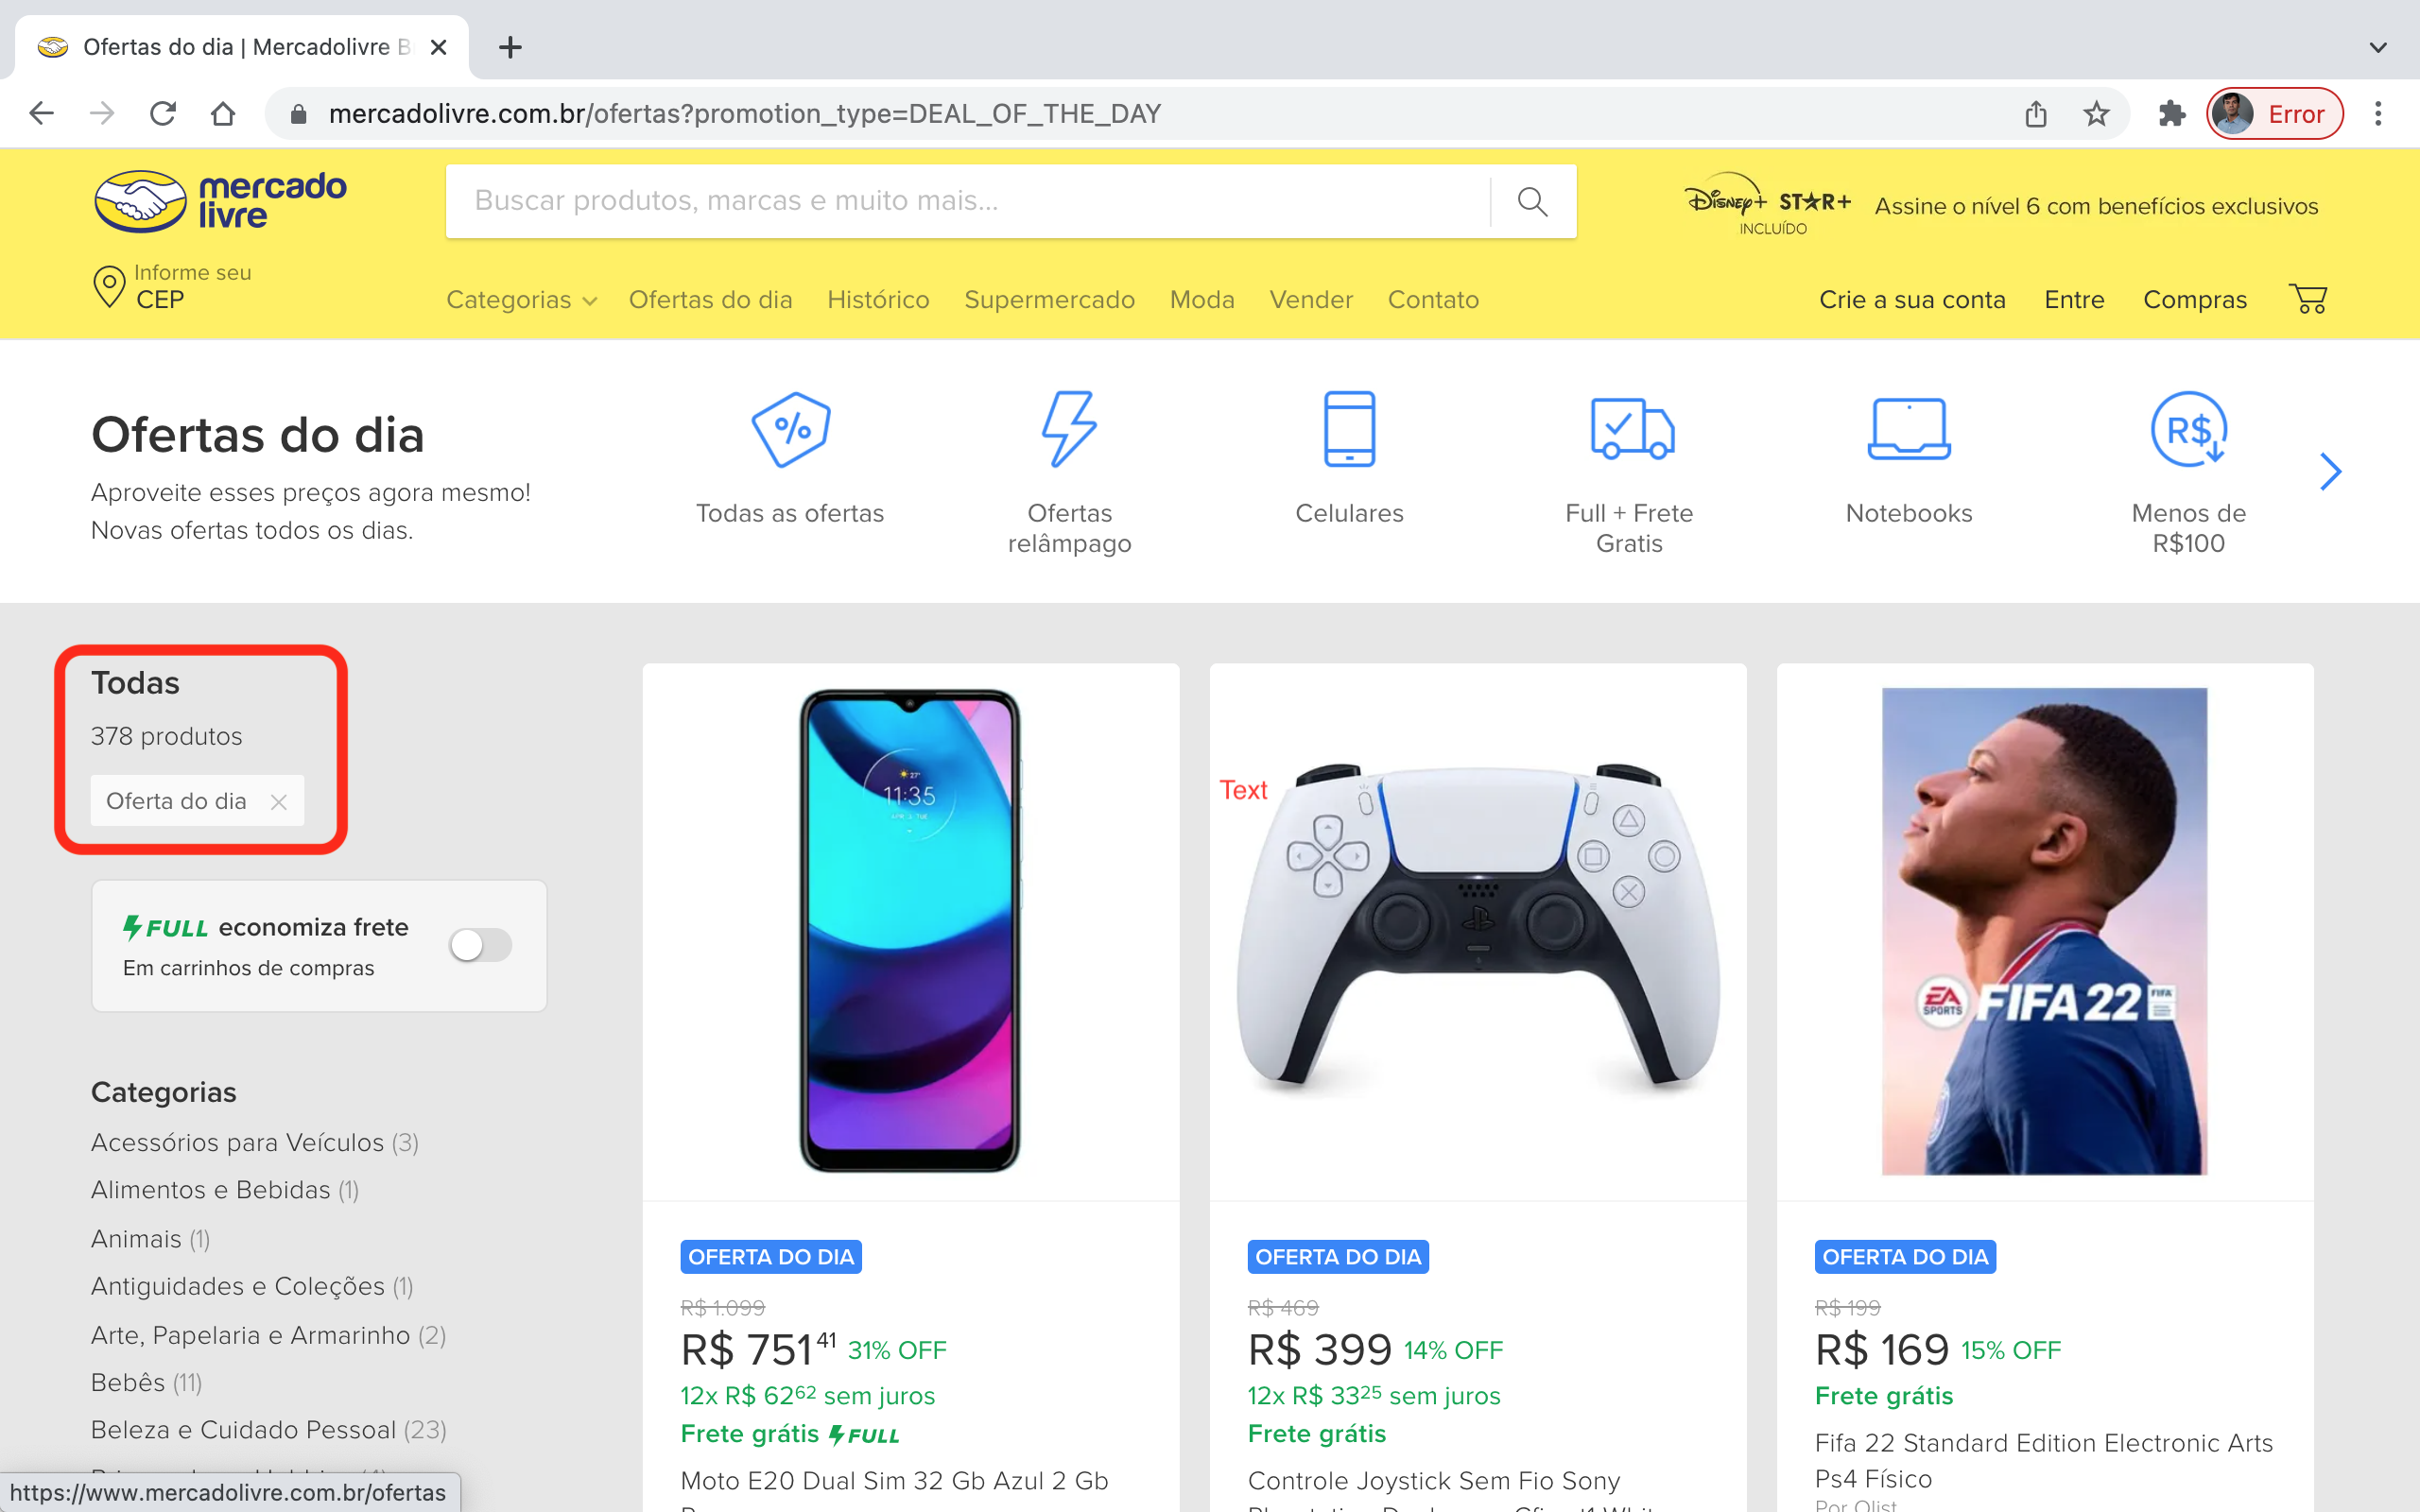 Ofertas do dia | Mercadolivre B
mercadolivre.com.br/ofertas?promotion_type=DEAL_OF_THE_DAY
Error
mercado
livre
Buscar produtos, marcas e muito mais...
Disney+ STAR+
INCLUÍDO
Assine o nível 6 com benefícios exclusivos
Informe seu
CEP
Categorias Ofertas do dia Histórico Supermercado Moda Vender Contato
Crie a sua conta Entre Compras
Ofertas do dia
Aproveite esses preços agora mesmo!
Novas ofertas todos os dias.
%
Todas as ofertas
Ofertas
relâmpago
Celulares
Full + Frete
Gratis
Notebooks
R$
Menos de
R$100
Todas
378 produtos
Oferta do dia
FULL economiza frete
Em carrinhos de compras
Categorias
Acessórios para Veículos (3)
Alimentos e Bebidas (1)
Animais (1)
Antiguidades e Coleções (1)
Arte, Papelaria e Armarinho (2)
Bebês (11)
Beleza e Cuidado Pessoal (23)
https://www.mercadolivre.com.br/ofertas
27°
11:35
OFERTA DO DIA
R$ 1.099
R$ 751 41 31% OFF
12x R$ 62 62 sem juros
Frete grátis FULL
Moto E20 Dual Sim 32 Gb Azul 2 Gb
Text
OFERTA DO DIA
R$ 469
R$ 399 14% OFF
12x R$ 33 25 sem juros
Frete grátis
Controle Joystick Sem Fio Sony
EA
SPORTS
FIFA 22
FIFA
OFERTA DO DIA
R$ 199
R$ 169 15% OFF
Frete grátis
Fifa 22 Standard Edition Electronic Arts
Ps4 Físico
Por Olist